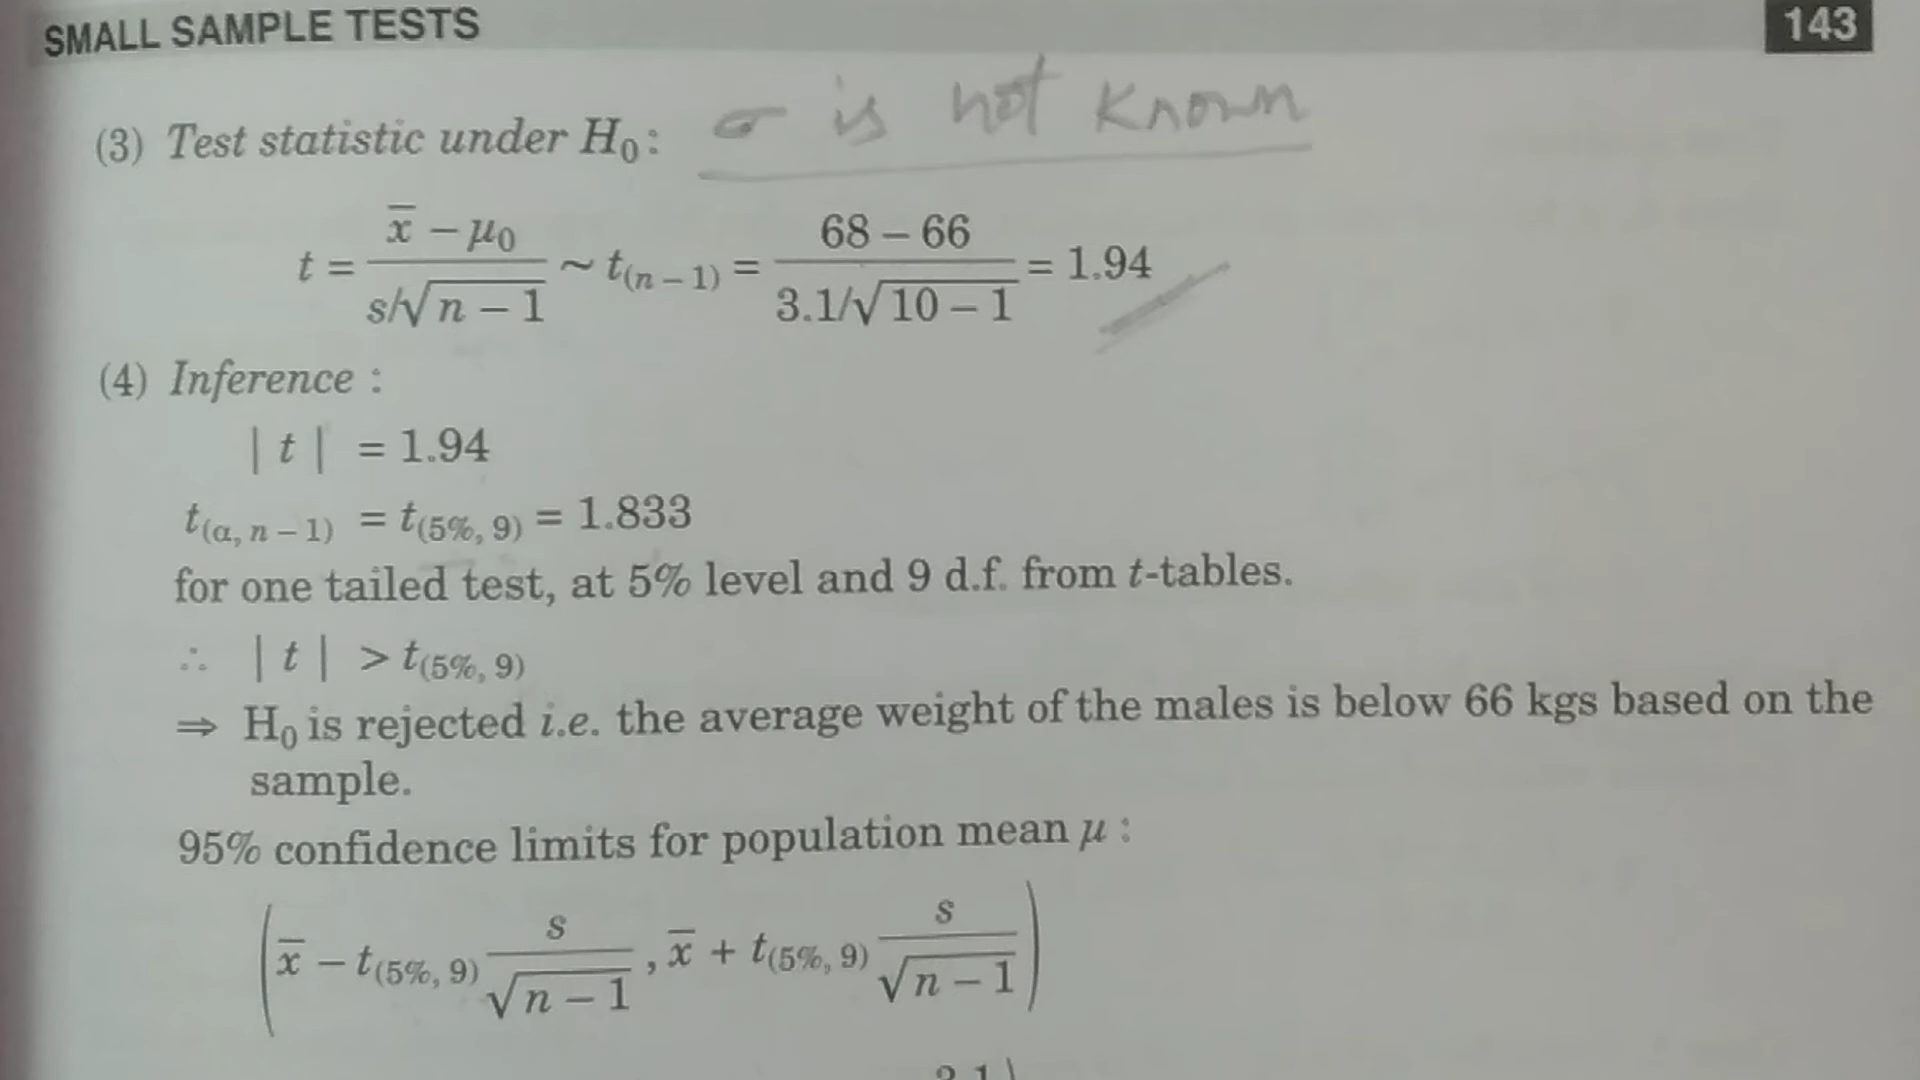 SMALL SAMPLE TESTS 143
(3) Test statistic under H₀: σ is not known
t = (x̄ − μ₀)/(s/√(n − 1)) ~ t₍ₙ ₋ ₁₎ = (68 − 66)/(3.1/√(10 − 1)) = 1.94
(4) Inference :
| t | = 1.94
t(α, n − 1) = t(5%, 9) = 1.833
for one tailed test, at 5% level and 9 d.f. from t-tables.
∴ | t | > t(5%, 9)
⇒ H₀ is rejected i.e. the average weight of the males is below 66 kgs based on the
sample.
95% confidence limits for population mean μ :
(x̄ − t(5%, 9) s/√(n − 1) , x̄ + t(5%, 9) s/√(n − 1))